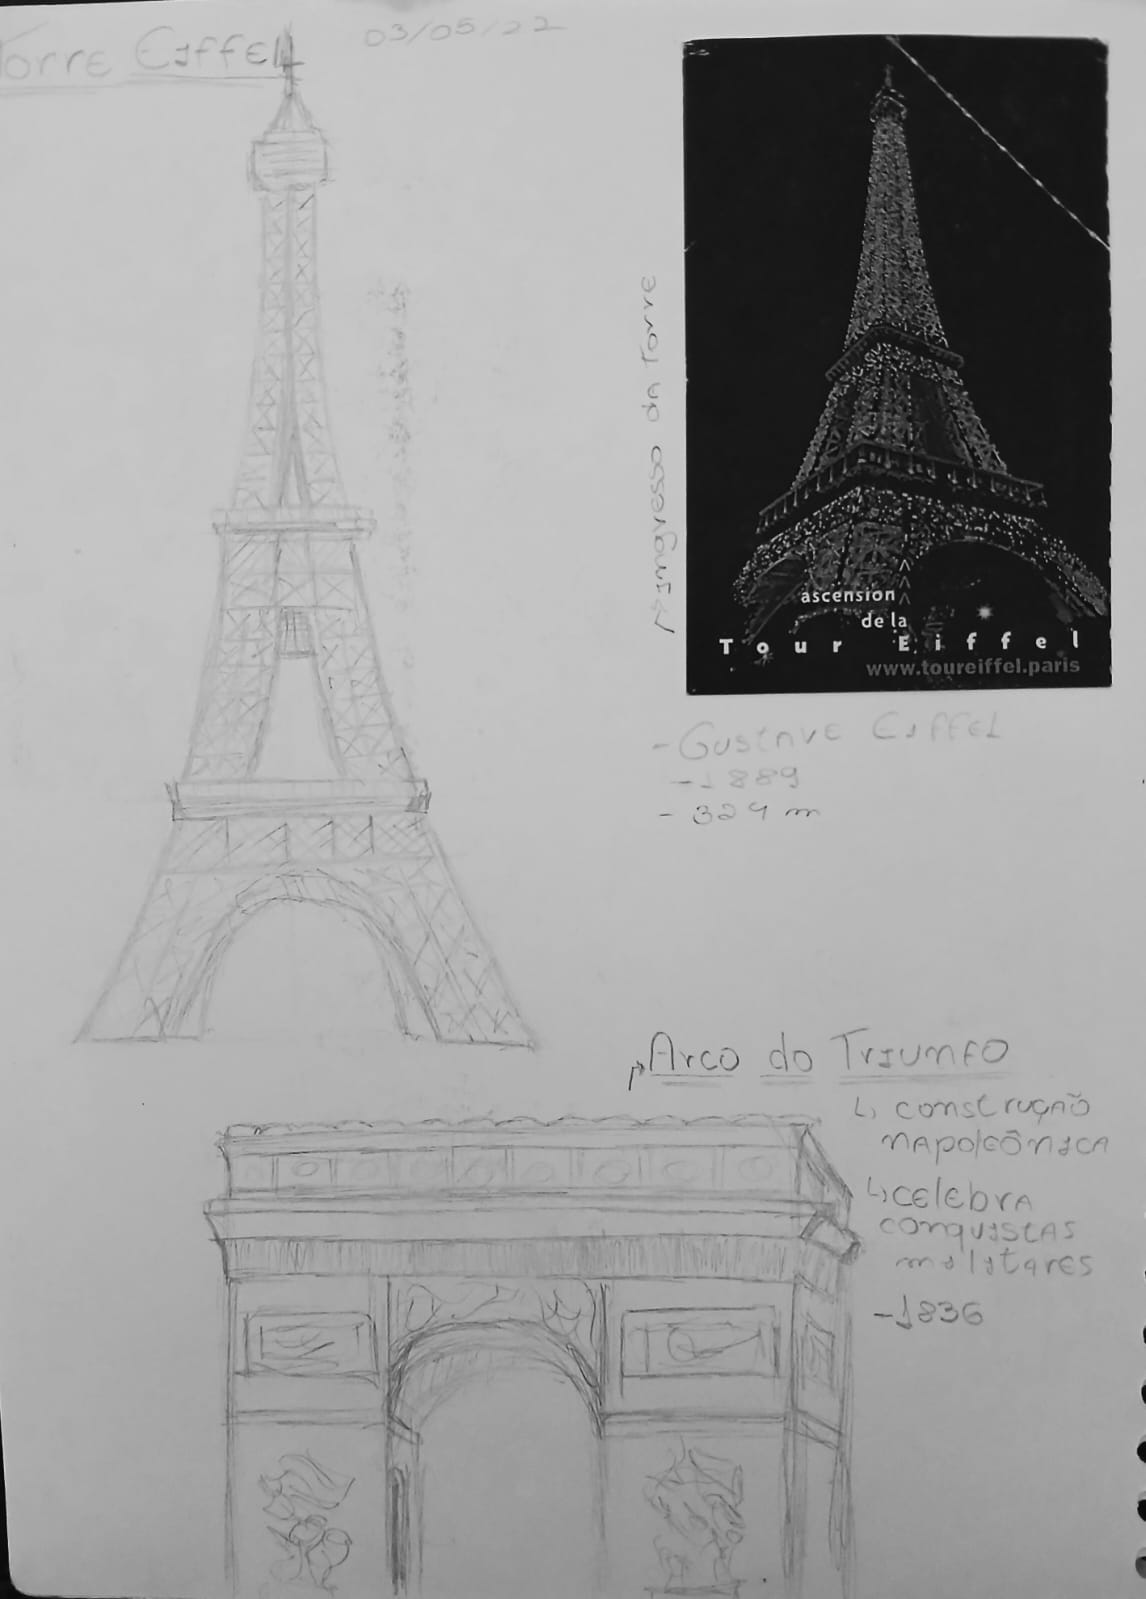 Torre Eiffel
03/05/22
Ingresso da Torre
ascension
de la
Tour Eiffel
www.toureiffel.paris
- Gustave Eiffel
- 1889
- 324 m
Arco do Triunfo
construção
napoleônica
celebra
conquistas
militares
- 1836